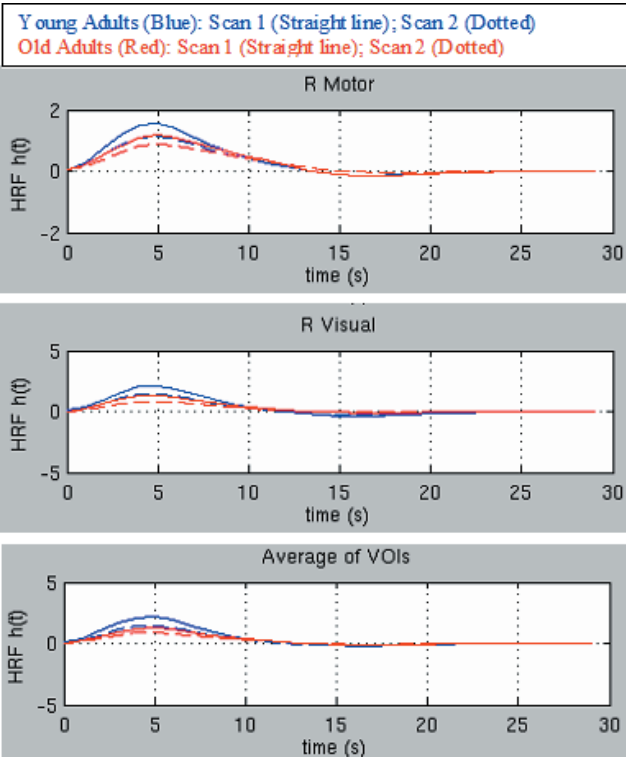 Young Adults (Blue): Scan 1 (Straight line); Scan 2 (Dotted)
Old Adults (Red): Scan 1 (Straight line); Scan 2 (Dotted)
R Motor
HRF h(t)
2
0
-2
0 5 10 15 20 25 30
time (s)
R Visual
HRF h(t)
5
0
-5
0 5 10 15 20 25 30
time (s)
Average of VOIs
HRF h(t)
5
0
-5
0 5 10 15 20 25 30
time (s)